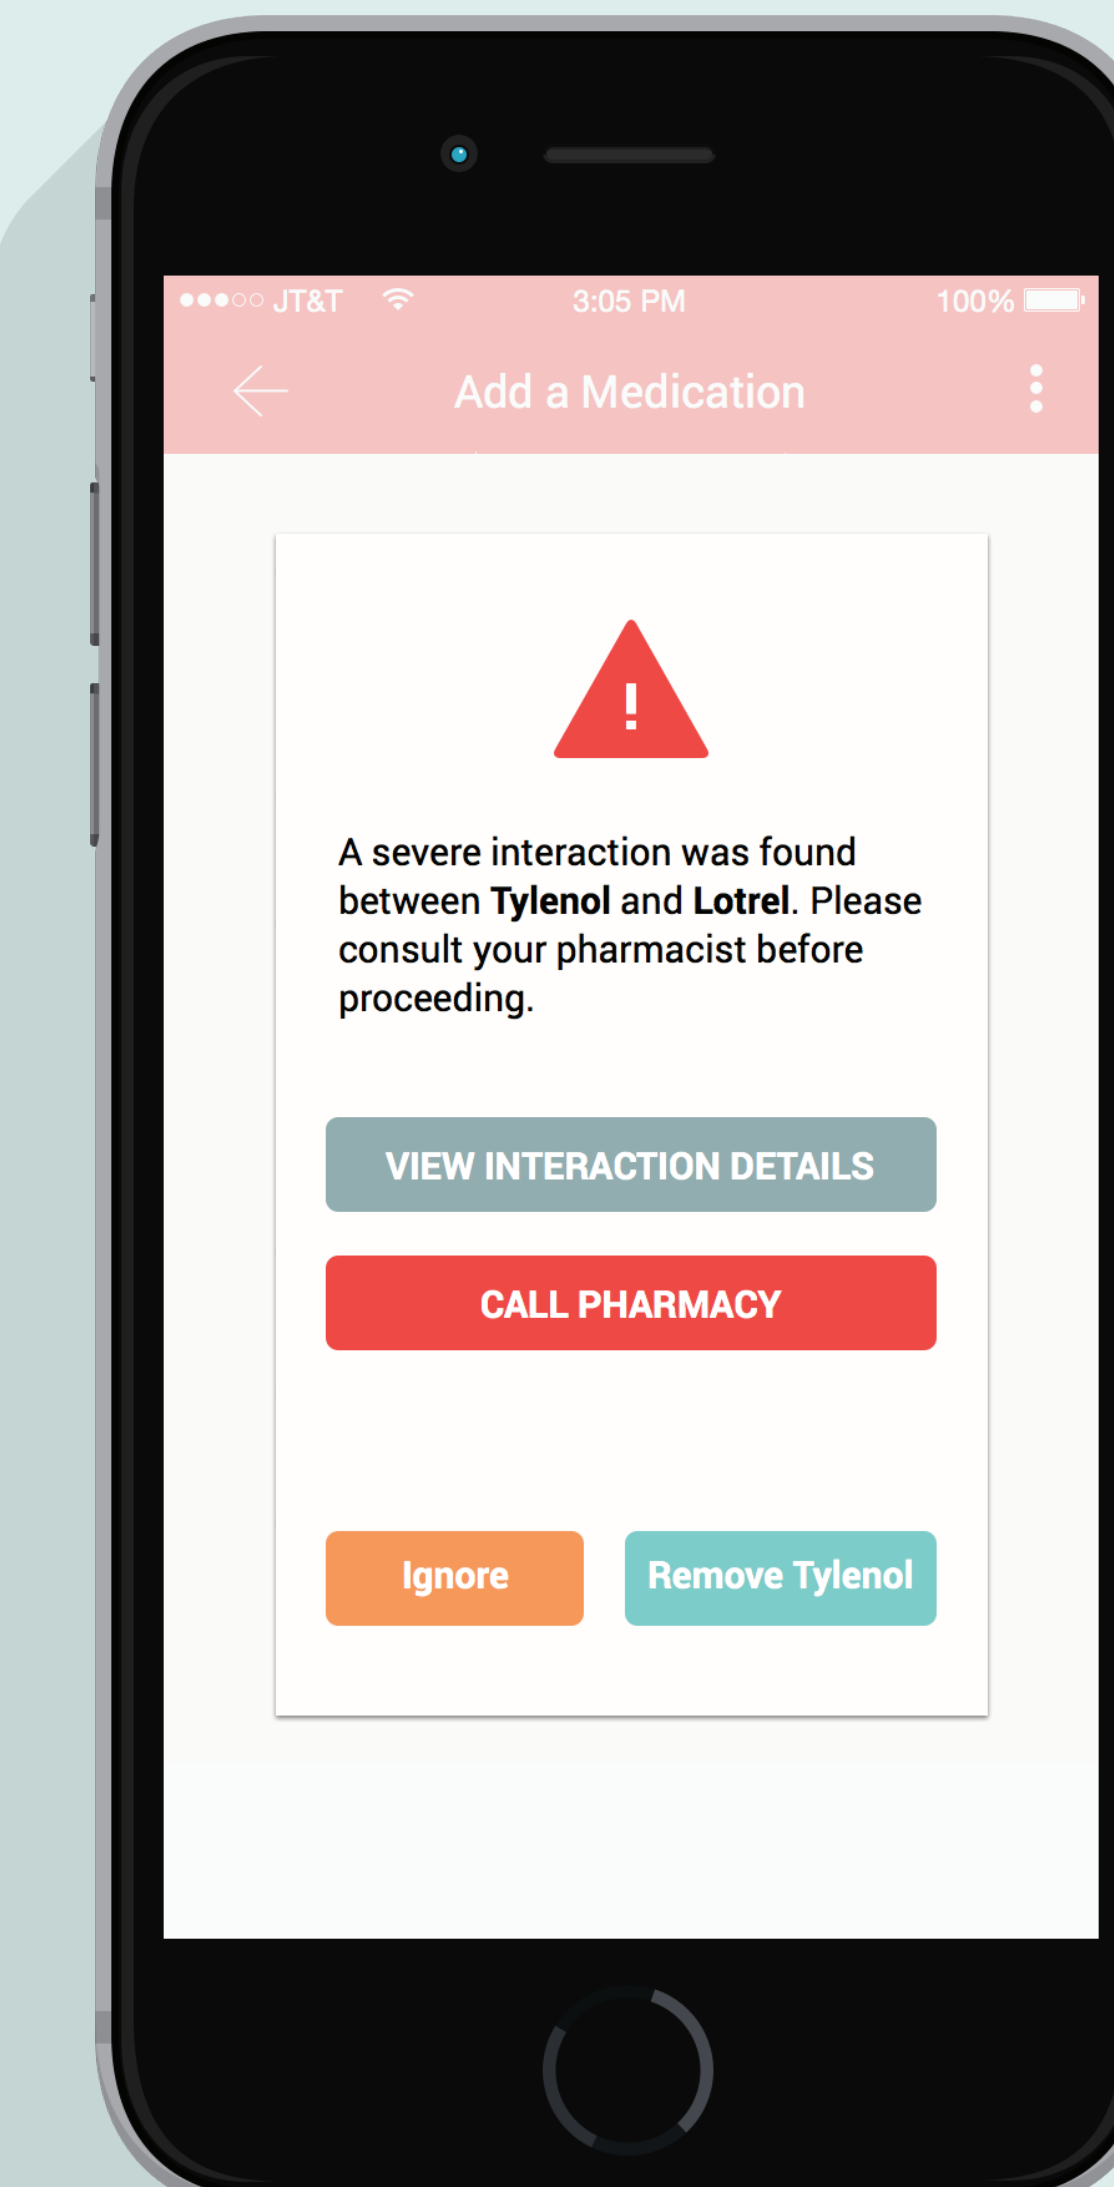 JT&T 3:05 PM 100%
Add a Medication
!
A severe interaction was found
between Tylenol and Lotrel. Please
consult your pharmacist before
proceeding.
VIEW INTERACTION DETAILS
CALL PHARMACY
Ignore Remove Tylenol